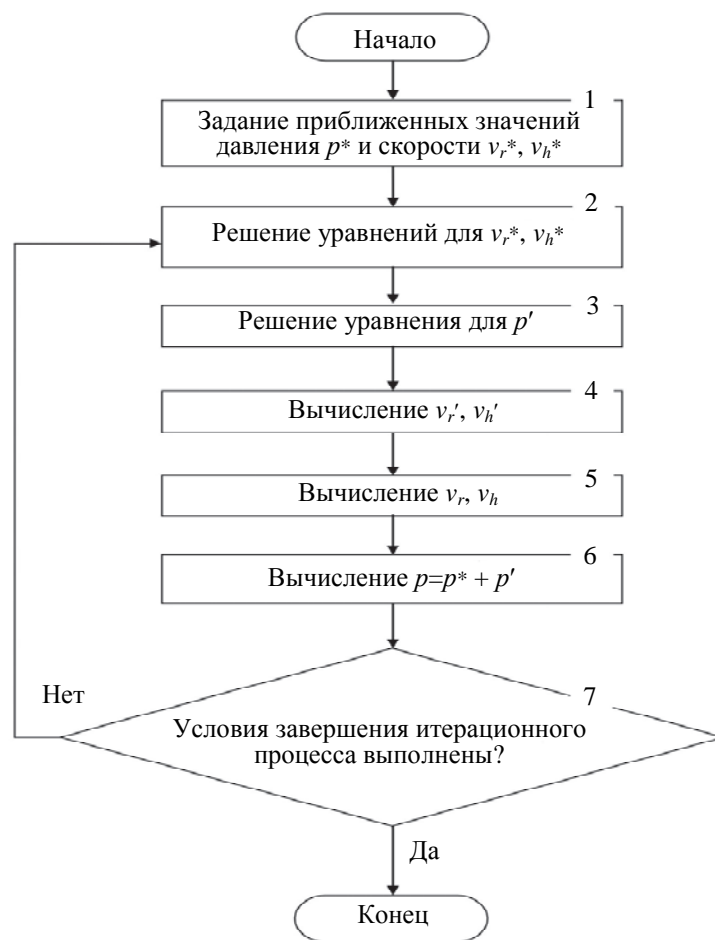 Начало
1
Задание приближенных значений
давления p* и скорости vr*, vh*
2
Решение уравнений для vr*, vh*
3
Решение уравнения для p′
4
Вычисление vr′, vh′
5
Вычисление vr, vh
6
Вычисление p=p* + p′
Нет
7
Условия завершения итерационного
процесса выполнены?
Да
Конец